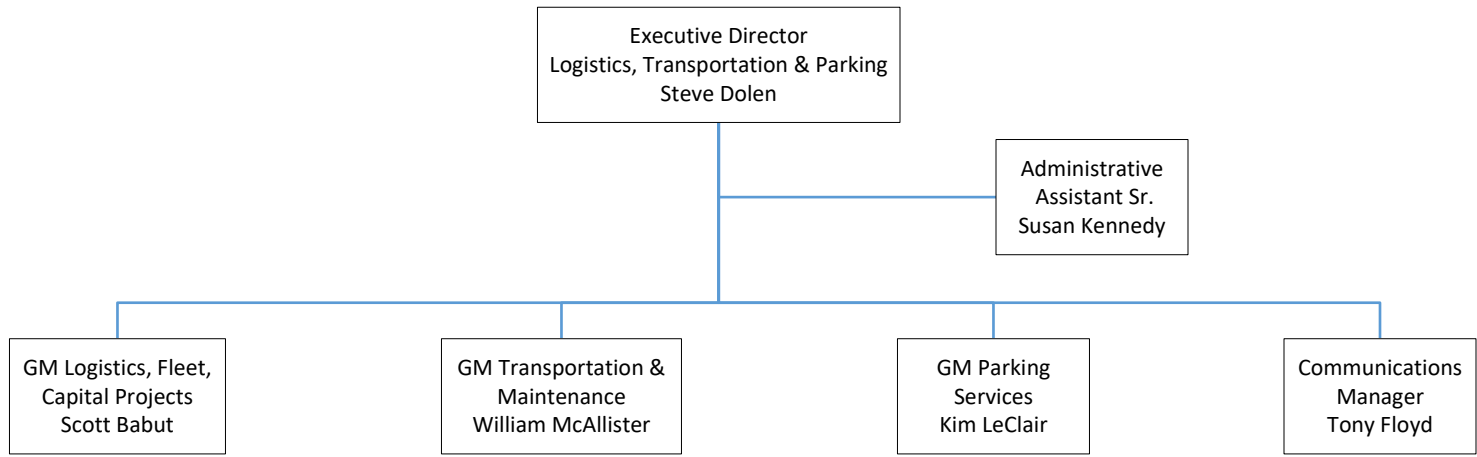 Executive Director
Logistics, Transportation & Parking
Steve Dolen
Administrative
Assistant Sr.
Susan Kennedy
GM Logistics, Fleet,
Capital Projects
Scott Babut
GM Transportation &
Maintenance
William McAllister
GM Parking
Services
Kim LeClair
Communications
Manager
Tony Floyd